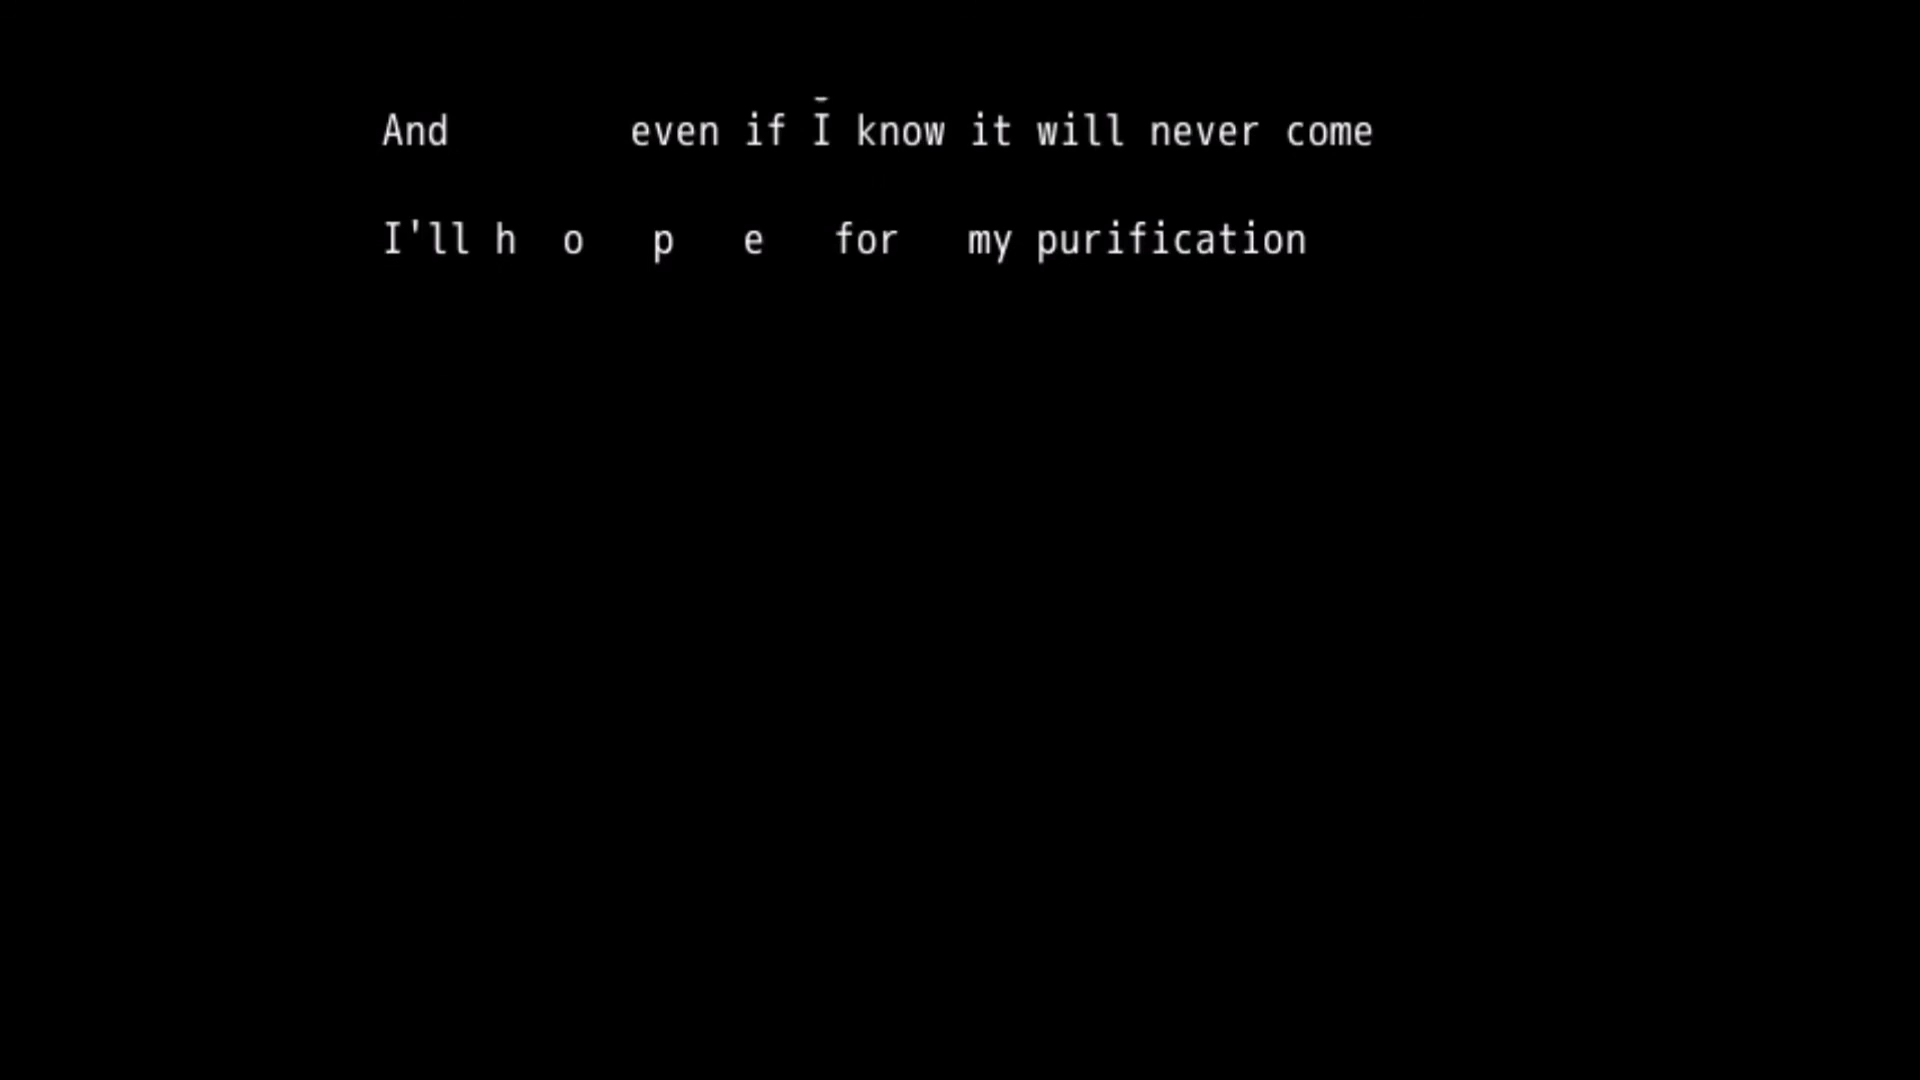 And        even if I know it will never come
I'll h  o   p   e   for   my purification